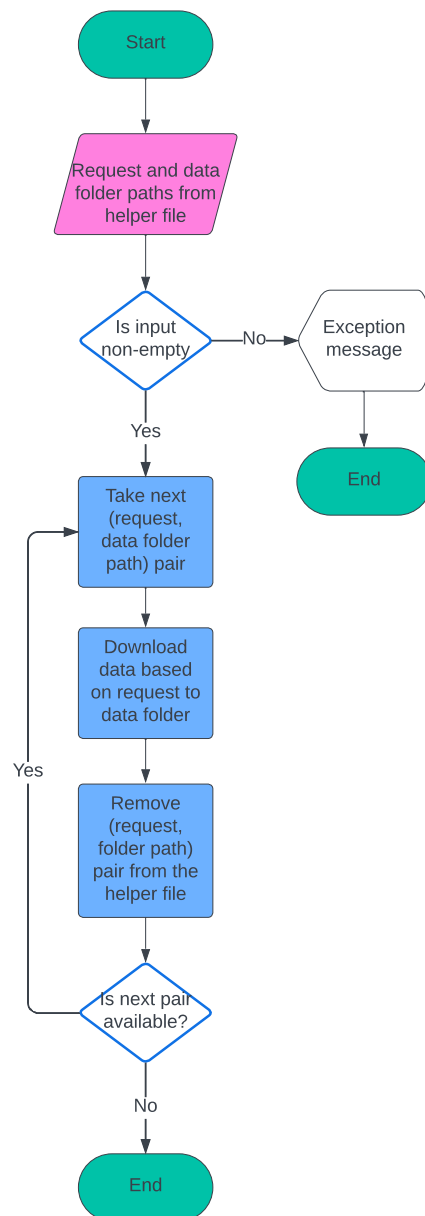 Start
Request and data
folder paths from
helper file
Is input
non-empty
No
Exception
message
End
Yes
Take next
(request,
data folder
path) pair
Download
data based
on request to
data folder
Yes
Remove
(request,
folder path)
pair from the
helper file
Is next pair
available?
No
End